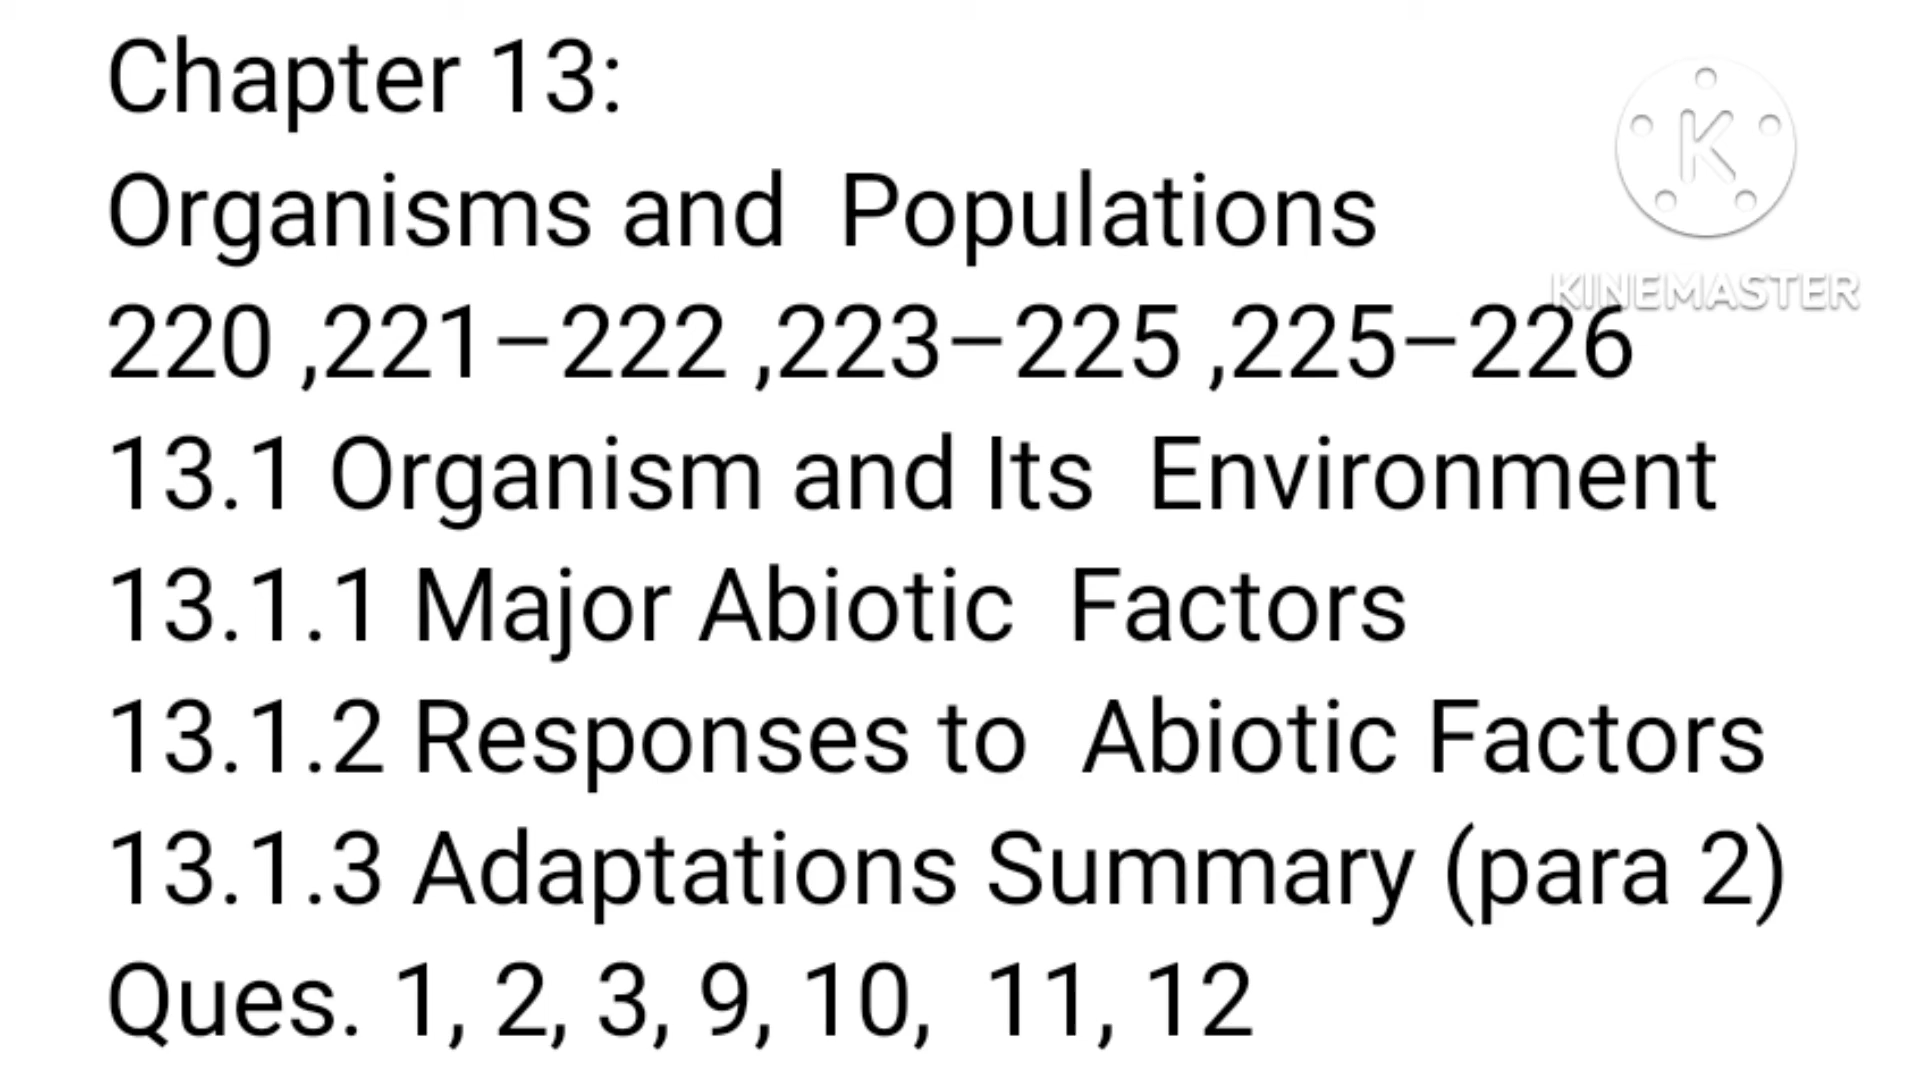 Chapter 13:
Organisms and Populations
220 ,221–222 ,223–225 ,225–226
13.1 Organism and Its Environment
13.1.1 Major Abiotic Factors
13.1.2 Responses to Abiotic Factors
13.1.3 Adaptations Summary (para 2)
Ques. 1, 2, 3, 9, 10, 11, 12
K
KINEMASTER